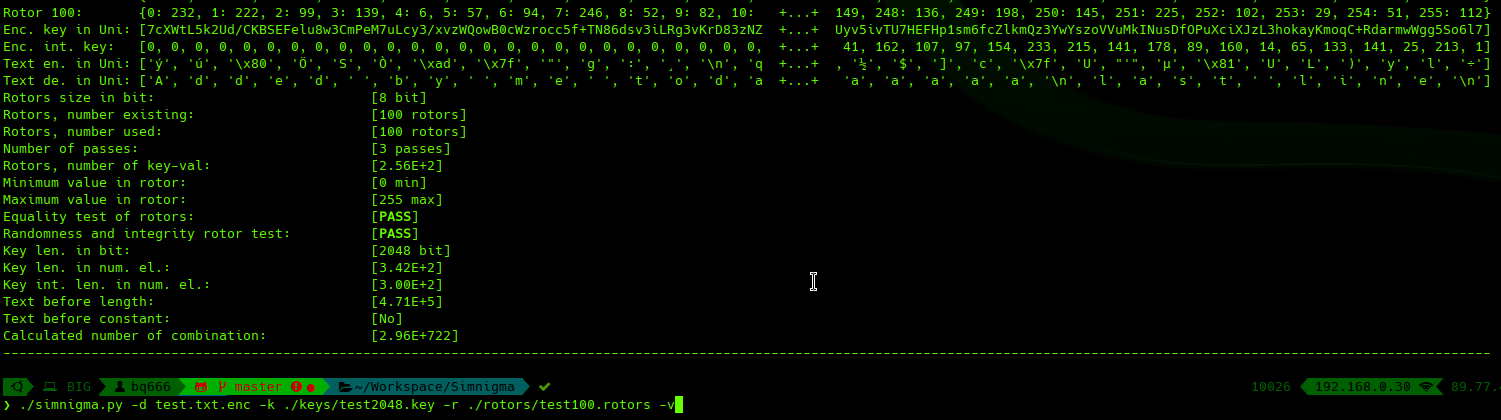 Rotor 100: {0: 232, 1: 222, 2: 99, 3: 139, 4: 6, 5: 57, 6: 94, 7: 246, 8: 52, 9: 82, 10: +...+ 149, 248: 136, 249: 198, 250: 145, 251: 225, 252: 102, 253: 29, 254: 51, 255: 112}
Enc. key in Uni: [7cXWtL5k2Ud/CKBSEFelu8w3CmPeM7uLcy3/xvzWQowB0cWzrocc5f+TN86dsv3iLRg3vKrD83zNZ +...+ Uyv5ivTU7HEFHp1sm6fcZlkmQz3YwYszoVVuMkINusDfOPuXciXJzL3hokayKmoqC+RdarmwWgg5So6l7]
Enc. int. key: [0, 0, 0, 0, 0, 0, 0, 0, 0, 0, 0, 0, 0, 0, 0, 0, 0, 0, 0, 0, 0, 0, 0, 0, 0, 0, +...+ 41, 162, 107, 97, 154, 233, 215, 141, 178, 89, 160, 14, 65, 133, 141, 25, 213, 1]
Text en. in Uni: ['ý', 'ú', '\x80', 'Ö', 'S', 'Ò', '\xad', '\x7f', '"', 'g', ':', '¸', '\n', 'q +...+ , '½', '$', ']', 'c', '\x7f', 'U', "'", 'µ', '\x81', 'U', 'L', ')', 'y', 'l', '÷']
Text de. in Uni: ['A', 'd', 'd', 'e', 'd', ' ', 'b', 'y', ' ', 'm', 'e', ' ', 't', 'o', 'd', 'a +...+ 'a', 'a', 'a', 'a', 'a', '\n', 'l', 'a', 's', 't', ' ', 'l', 'i', 'n', 'e', '\n']
Rotors size in bit: [8 bit]
Rotors, number existing: [100 rotors]
Rotors, number used: [100 rotors]
Number of passes: [3 passes]
Rotors, number of key-val: [2.56E+2]
Minimum value in rotor: [0 min]
Maximum value in rotor: [255 max]
Equality test of rotors: [PASS]
Randomness and integrity rotor test: [PASS]
Key len. in bit: [2048 bit]
Key len. in num. el.: [3.42E+2]
Key int. len. in num. el.: [3.00E+2]
Text before length: [4.71E+5]
Text before constant: [No]
Calculated number of combination: [2.96E+722]
BIG bq666 master ~/Workspace/Simnigma ✔ 10026 192.168.0.30 89.77.
❯ ./simnigma.py -d test.txt.enc -k ./keys/test2048.key -r ./rotors/test100.rotors -v